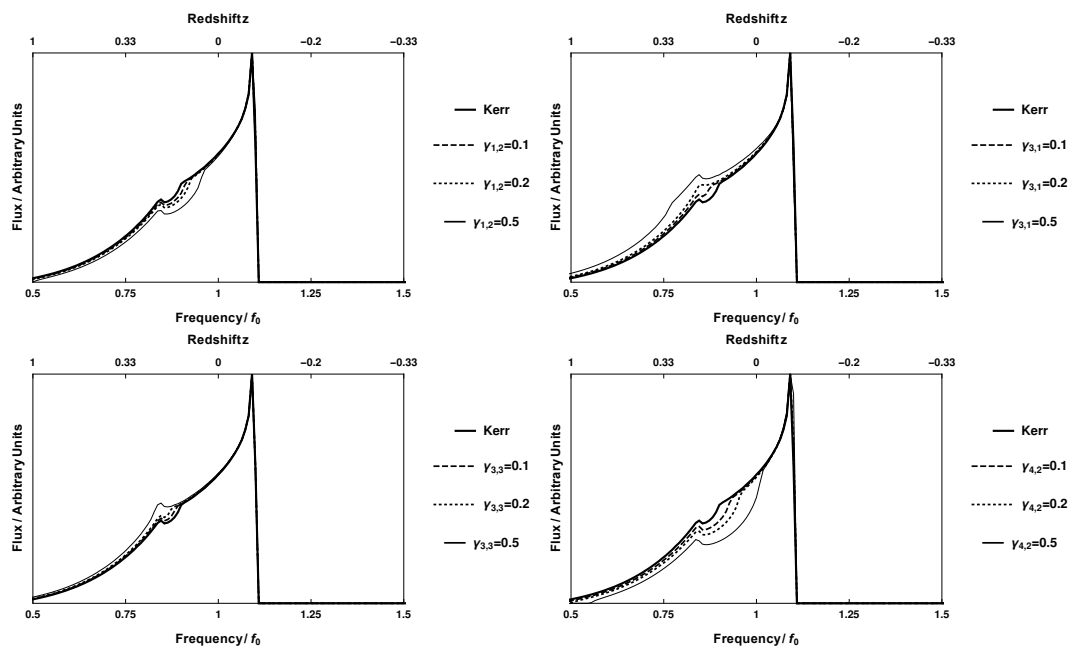 Redshift z
1 0.33 0 −0.2 −0.33
Flux / Arbitrary Units
Kerr
γ1,2=0.1
γ1,2=0.2
γ1,2=0.5
0.5 0.75 1 1.25 1.5
Frequency / f0
Redshift z
1 0.33 0 −0.2 −0.33
Flux / Arbitrary Units
Kerr
γ3,1=0.1
γ3,1=0.2
γ3,1=0.5
0.5 0.75 1 1.25 1.5
Frequency / f0
Redshift z
1 0.33 0 −0.2 −0.33
Flux / Arbitrary Units
Kerr
γ3,3=0.1
γ3,3=0.2
γ3,3=0.5
0.5 0.75 1 1.25 1.5
Frequency / f0
Redshift z
1 0.33 0 −0.2 −0.33
Flux / Arbitrary Units
Kerr
γ4,2=0.1
γ4,2=0.2
γ4,2=0.5
0.5 0.75 1 1.25 1.5
Frequency / f0